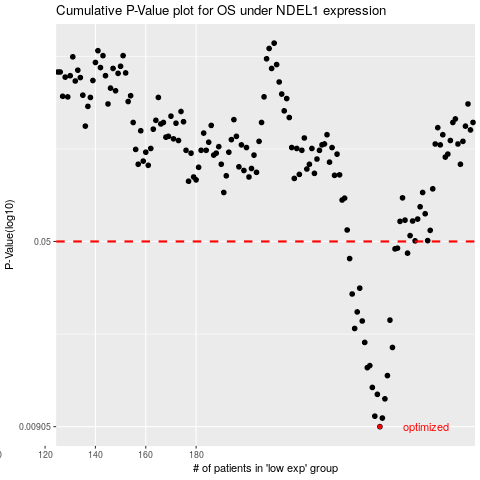 Cumulative P-Value plot for OS under NDEL1 expression
P-Value(log10)
0.05
0.00905
optimized
0 120 140 160 180
# of patients in 'low exp' group